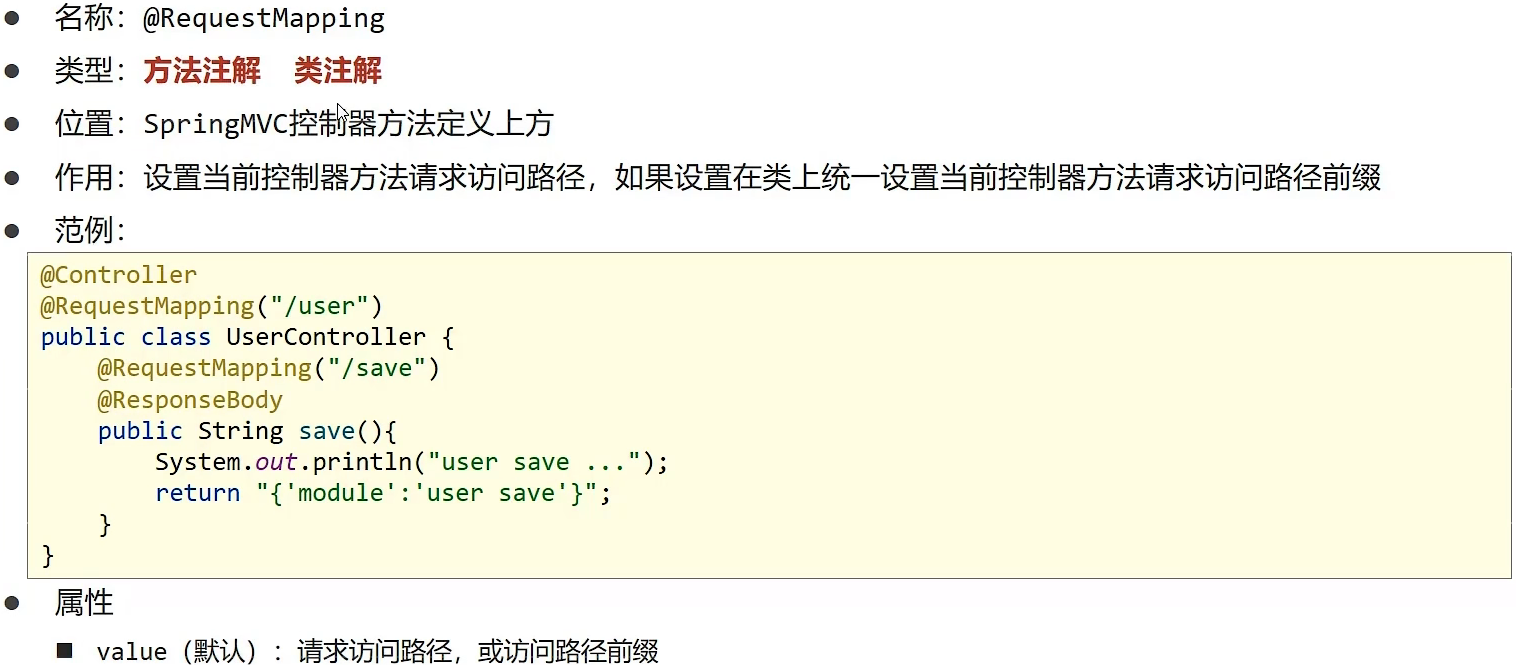 ● 名称：@RequestMapping
● 类型：方法注解 类注解
● 位置：SpringMVC控制器方法定义上方
● 作用：设置当前控制器方法请求访问路径，如果设置在类上统一设置当前控制器方法请求访问路径前缀
● 范例：
@Controller
@RequestMapping("/user")
public class UserController {
    @RequestMapping("/save")
    @ResponseBody
    public String save(){
        System.out.println("user save ...");
        return "{'module':'user save'}";
    }
}
● 属性
■ value（默认）：请求访问路径，或访问路径前缀